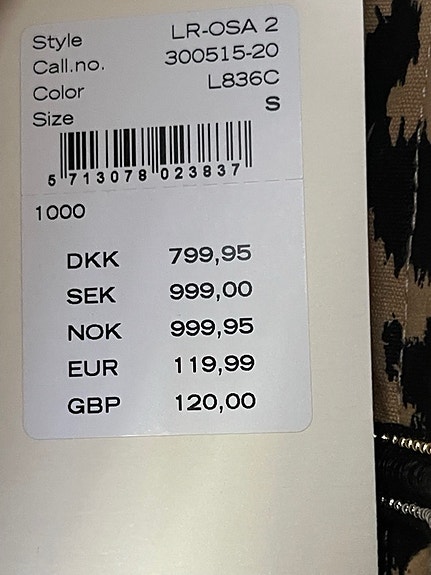 Style LR-OSA 2
Call.no. 300515-20
Color L836C
Size S
5 713078 023837
1000
DKK 799,95
SEK 999,00
NOK 999,95
EUR 119,99
GBP 120,00